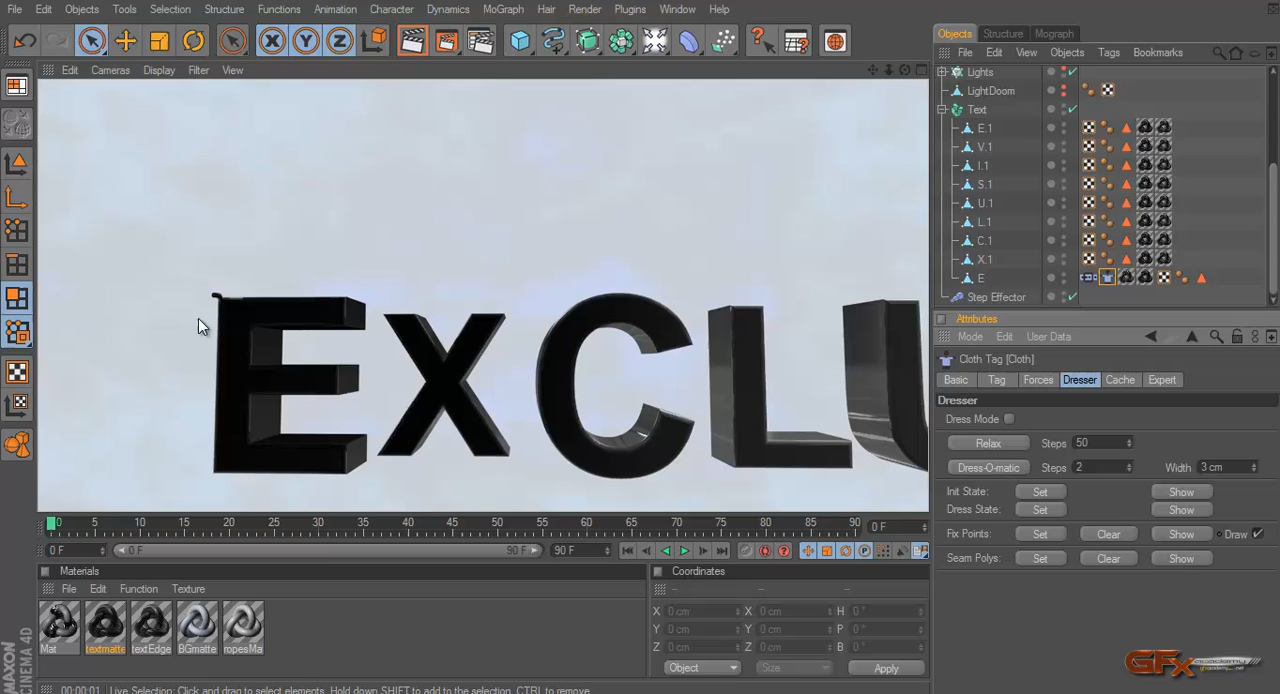 File Edit Objects Tools Selection Structure Functions Animation Character Dynamics MoGraph Hair Render Plugins Window Help
Objects Structure Mograph
File Edit View Objects Tags Bookmarks
Edit Cameras Display Filter View
Lights
LightDoom
Text
E.1
V.1
I.1
S.1
U.1
L.1
C.1
X.1
E
Step Effector
EXCLU
Attributes
Mode Edit User Data
Cloth Tag [Cloth]
Basic Tag Forces Dresser Cache Expert
Dresser
Dress Mode
Relax Steps 50
Dress-O-matic Steps 2 Width 3 cm
Init State: Set Show
Dress State: Set Show
Fix Points: Set Clear Show Draw
Seam Polys: Set Clear Show
0 5 10 15 20 25 30 35 40 45 50 55 60 65 70 75 80 85 90 0 F
0 F 0 F 90 F 90 F
Materials
File Edit Function Texture
Mat textmatte textEdge BGmatte ropesMa
Coordinates
X 0 cm X 0 cm H 0 °
Y 0 cm Y 0 cm P 0 °
Z 0 cm Z 0 cm B 0 °
Object Size Apply
MAXON
CINEMA 4D
GFx academy
00:00:01 Live Selection: Click and drag to select elements. Hold down SHIFT to add to the selection, CTRL to remove.